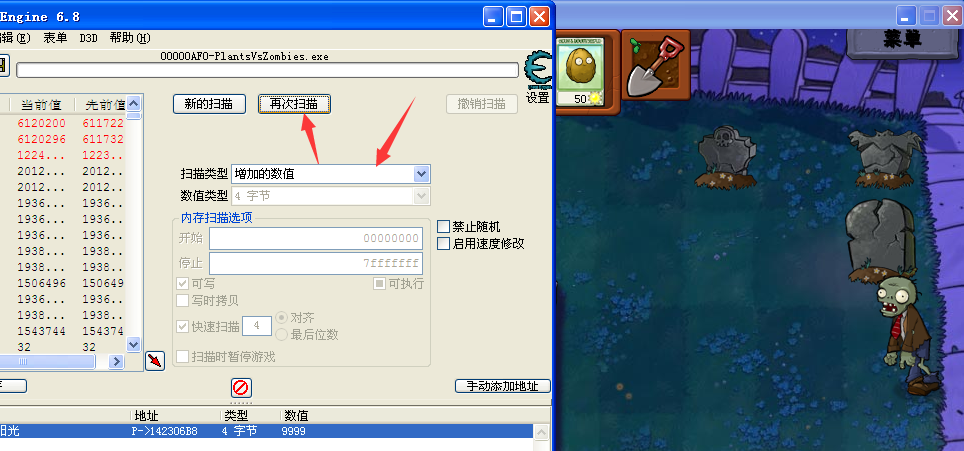 Engine 6.8
编辑(E) 表单 D3D 帮助(H)
00000AF0-PlantsVsZombies.exe
设置
当前值 先前值
新的扫描 再次扫描 撤销扫描
6120200 611722
6120296 611732
1224... 1223...
2012... 2012..
2012... 2012..
1936... 1936..
1936... 1936..
1936... 1936..
1938... 1938..
1938... 1938..
1506496 150649
1936... 1936..
1936... 1936..
1543744 154374
32 32
扫描类型 增加的数值
数值类型 4 字节
内存扫描选项
开始 00000000
停止 7fffffff
可写 可执行
写时拷贝
快速扫描 4 对齐
最后位数
扫描时暂停游戏
禁止随机
启用速度修改
手动添加地址
地址 类型 数值
阳光 P->142306B8 4 字节 9999
50
菜单